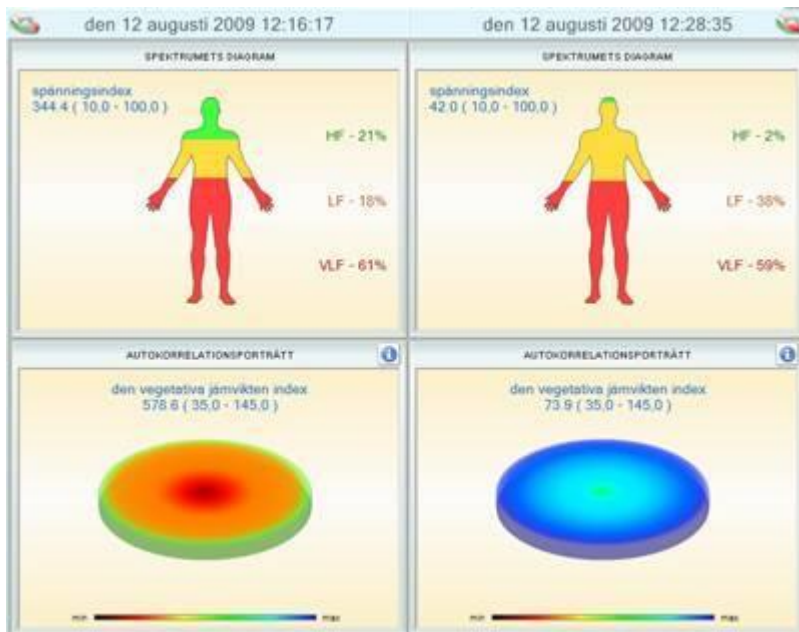 den 12 augusti 2009 12:16:17
SPEKTRUMETS DIAGRAM
spänningsindex
344.4 ( 10,0 - 100,0 )
HF - 21%
LF - 18%
VLF - 61%
AUTOKORRELATIONSPORTRÄTT
den vegetativa jämvikten index
578.6 ( 35,0 - 145,0 )
min
max
den 12 augusti 2009 12:28:35
SPEKTRUMETS DIAGRAM
spänningsindex
42.0 ( 10,0 - 100,0 )
HF - 2%
LF - 38%
VLF - 59%
AUTOKORRELATIONSPORTRÄTT
den vegetativa jämvikten index
73.9 ( 35,0 - 145,0 )
min
max